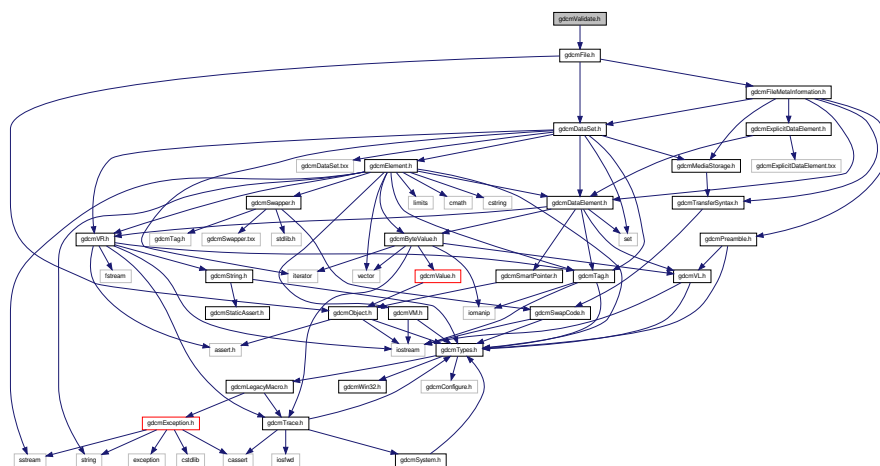 gdcmValidate.h
gdcmFile.h
gdcmFileMetaInformation.h
gdcmDataSet.h
gdcmExplicitDataElement.h
gdcmDataSet.txx
gdcmElement.h
gdcmMediaStorage.h
gdcmExplicitDataElement.txx
gdcmSwapper.h
limits
cmath
cstring
gdcmDataElement.h
gdcmTransferSyntax.h
gdcmVR.h
gdcmTag.h
gdcmSwapper.txx
stdlib.h
gdcmByteValue.h
set
gdcmPreamble.h
fstream
gdcmString.h
iterator
vector
gdcmValue.h
gdcmSmartPointer.h
gdcmTag.h
gdcmVL.h
gdcmStaticAssert.h
gdcmObject.h
gdcmVM.h
iomanip
gdcmSwapCode.h
assert.h
iostream
gdcmTypes.h
gdcmLegacyMacro.h
gdcmWin32.h
gdcmConfigure.h
gdcmException.h
gdcmTrace.h
sstream
string
exception
cstdlib
cassert
iosfwd
gdcmSystem.h